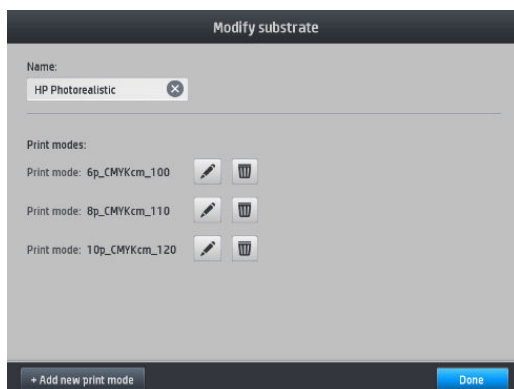 Modify substrate
Name:
HP Photorealistic
Print modes:
Print mode: 6p_CMYKcm_100
Print mode: 8p_CMYKcm_110
Print mode: 10p_CMYKcm_120
+ Add new print mode
Done